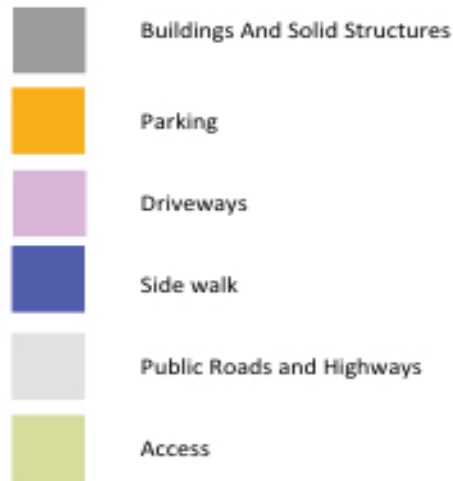 Buildings And Solid Structures
Parking
Driveways
Side walk
Public Roads and Highways
Access